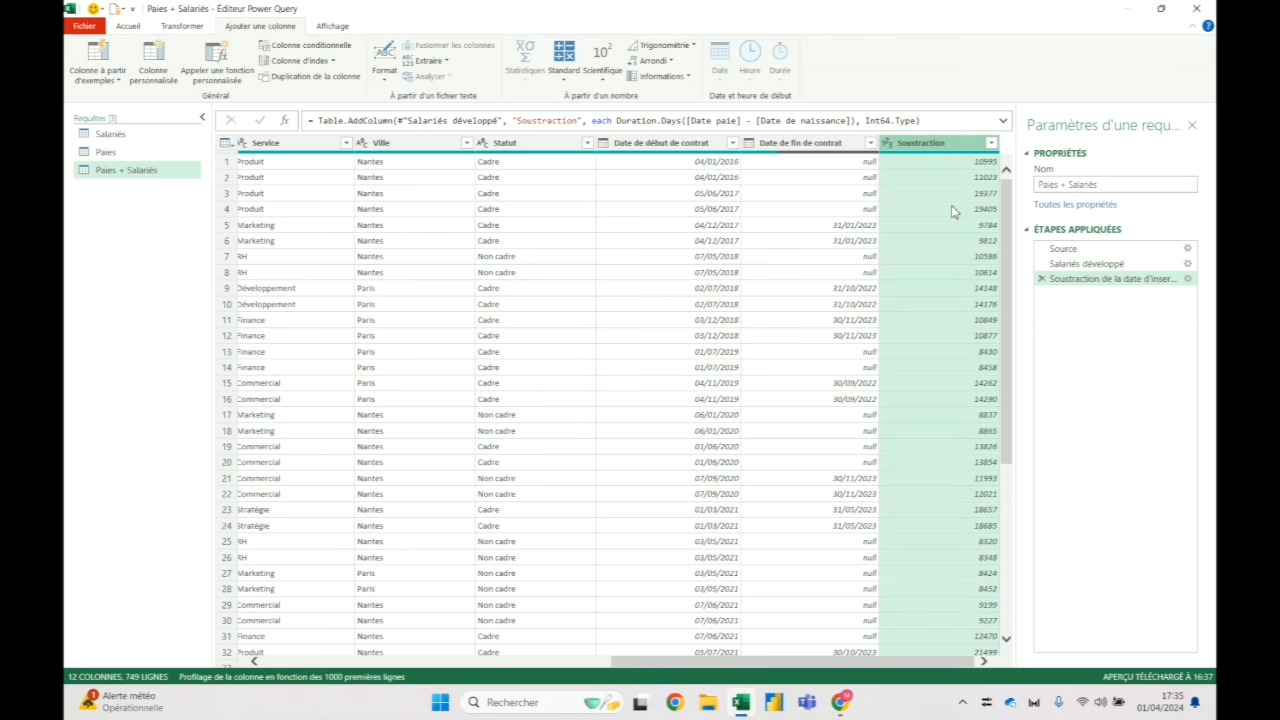 Paies + Salariés - Éditeur Power Query
Fichier Accueil Transformer Ajouter une colonne Affichage
Colonne à partir d'exemples
Colonne personnalisée
Appeler une fonction personnalisée
Colonne conditionnelle
Colonne d'index
Duplication de la colonne
Général
Format
Fusionner les colonnes
Extraire
Analyser
À partir d'un fichier texte
Statistiques
Standard
Scientifique
Trigonométrie
Arrondi
Informations
À partir d'un nombre
Date
Heure
Durée
Date et heure de début
Requêtes [3]
Salariés
Paies
Paies + Salariés
= Table.AddColumn(#"Salariés développé", "Soustraction", each Duration.Days([Date paie] - [Date de naissance]), Int64.Type)
Service Ville Statut Date de début de contrat Date de fin de contrat Soustraction
1 Produit Nantes Cadre 04/01/2016 null 10995
2 Produit Nantes Cadre 04/01/2016 null 11023
3 Produit Nantes Cadre 05/06/2017 null 19377
4 Produit Nantes Cadre 05/06/2017 null 19405
5 Marketing Nantes Cadre 04/12/2017 31/01/2023 9784
6 Marketing Nantes Cadre 04/12/2017 31/01/2023 9812
7 RH Nantes Non cadre 07/05/2018 null 10586
8 RH Nantes Non cadre 07/05/2018 null 10614
9 Développement Paris Cadre 02/07/2018 31/10/2022 14148
10 Développement Paris Cadre 02/07/2018 31/10/2022 14176
11 Finance Paris Cadre 03/12/2018 30/11/2023 10849
12 Finance Paris Cadre 03/12/2018 30/11/2023 10877
13 Finance Paris Cadre 01/07/2019 null 8430
14 Finance Paris Cadre 01/07/2019 null 8458
15 Commercial Paris Cadre 04/11/2019 30/09/2022 14262
16 Commercial Paris Cadre 04/11/2019 30/09/2022 14290
17 Marketing Nantes Non cadre 06/01/2020 null 8837
18 Marketing Nantes Non cadre 06/01/2020 null 8865
19 Commercial Nantes Cadre 01/06/2020 null 13826
20 Commercial Nantes Cadre 01/06/2020 null 13854
21 Commercial Nantes Non cadre 07/09/2020 30/11/2023 11993
22 Commercial Nantes Non cadre 07/09/2020 30/11/2023 12021
23 Stratégie Nantes Cadre 01/03/2021 31/05/2023 18657
24 Stratégie Nantes Cadre 01/03/2021 31/05/2023 18685
25 RH Nantes Non cadre 03/05/2021 null 8320
26 RH Nantes Non cadre 03/05/2021 null 8348
27 Marketing Paris Non cadre 03/05/2021 null 8424
28 Marketing Paris Non cadre 03/05/2021 null 8452
29 Commercial Nantes Non cadre 07/06/2021 null 9199
30 Commercial Nantes Non cadre 07/06/2021 null 9227
31 Finance Nantes Cadre 07/06/2021 null 12470
32 Produit Nantes Cadre 05/07/2021 30/10/2023 21499
Paramètres d'une requ...
PROPRIÉTÉS
Nom
Paies + Salariés
Toutes les propriétés
ÉTAPES APPLIQUÉES
Source
Salariés développé
Soustraction de la date d'inser...
12 COLONNES, 749 LIGNES Profilage de la colonne en fonction des 1000 premières lignes APERÇU TÉLÉCHARGÉ À 16:37
Alerte météo
Opérationnelle
Rechercher
17:35
01/04/2024